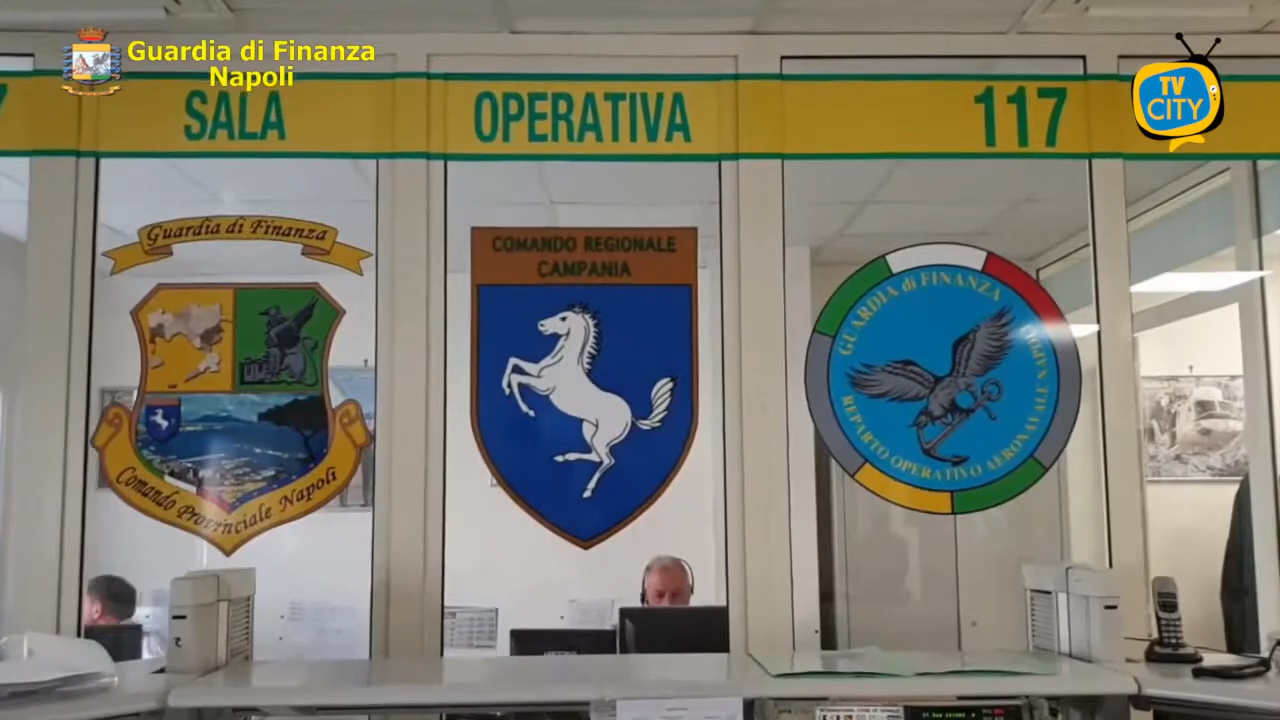 Guardia di Finanza
Napoli
TV
CITY
SALA OPERATIVA 117
Guardia di Finanza
Comando Provinciale Napoli
COMANDO REGIONALE
CAMPANIA
GUARDIA di FINANZA
REPARTO OPERATIVO AERONAVALE NAPOLI